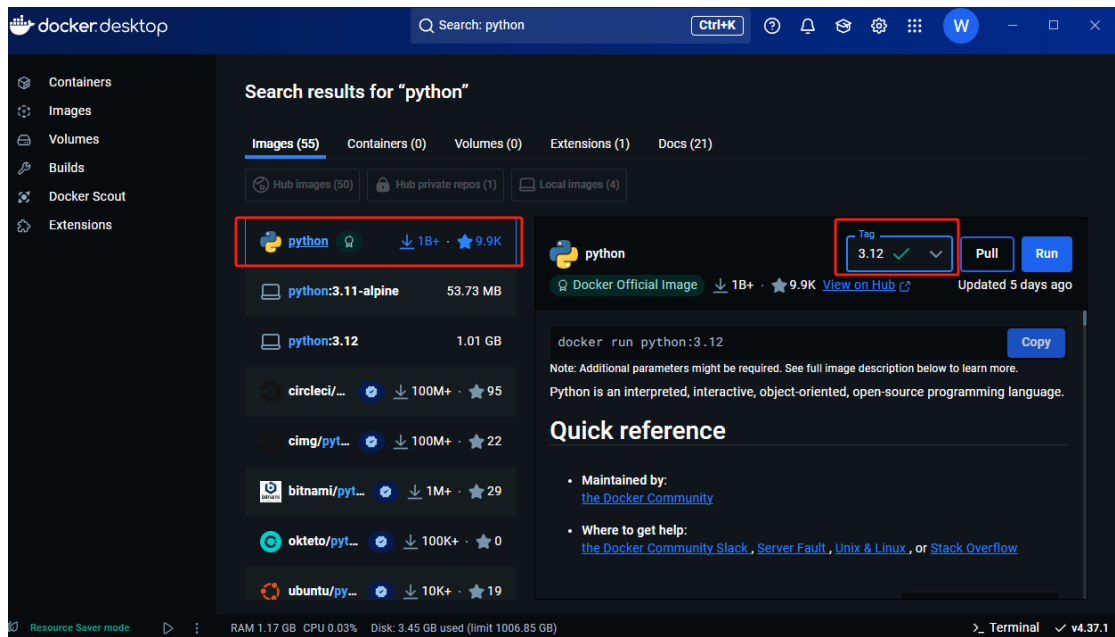 docker.desktop
Search: python
Ctrl+K
W
Containers
Images
Volumes
Builds
Docker Scout
Extensions
Search results for “python”
Images (55) Containers (0) Volumes (0) Extensions (1) Docs (21)
Hub images (50) Hub private repos (1) Local images (4)
python 1B+ · 9.9K
python:3.11-alpine 53.73 MB
python:3.12 1.01 GB
circleci/... 100M+ · 95
cimg/pyt... 100M+ · 22
bitnami/pyt... 1M+ · 29
okteto/pyt... 100K+ · 0
ubuntu/py... 10K+ · 19
python
Tag
3.12
Pull
Run
Docker Official Image 1B+ · 9.9K View on Hub Updated 5 days ago
docker run python:3.12
Copy
Note: Additional parameters might be required. See full image description below to learn more.
Python is an interpreted, interactive, object-oriented, open-source programming language.
Quick reference
• Maintained by:
the Docker Community
• Where to get help:
the Docker Community Slack , Server Fault , Unix & Linux , or Stack Overflow
Resource Saver mode RAM 1.17 GB CPU 0.03% Disk: 3.45 GB used (limit 1006.85 GB) >_ Terminal v4.37.1